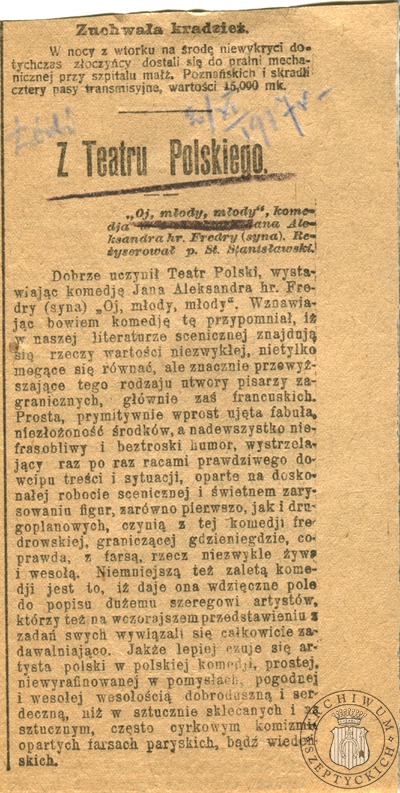 Zuchwała kradzież.
W nocy z wtorku na środę niewykryci do-
tychczas złoczyńcy dostali się do pralni mecha-
nicznej przy szpitalu małż. Poznańskich i skradli
cztery pasy transmisyjne, wartości 15,000 mk.
Łódź
2/XI 1917 r
Z Teatru Polskiego.
„Oj, młody, młody“, kome-
dja Jana Ale-
ksandra hr. Fredry (syna). Re-
żyserował p. St. Stanisławski.
Dobrze uczynił Teatr Polski, wysta-
wiając komedję Jana Aleksandra hr. Fre-
dry (syna) „Oj, młody, młody“. Wznawia-
jąc bowiem komedję tę przypomniał, iż
w naszej literaturze scenicznej znajdują
się rzeczy wartości niezwykłej, nietylko
mogące się równać, ale znacznie przewyż-
szające tego rodzaju utwory pisarzy za-
granicznych, głównie zaś francuskich.
Prosta, prymitywnie wprost ujęta fabuła,
niezłożoność środków, a nadewszystko nie-
frasobliwy i beztroski humor, wystrzela-
jący raz po raz racami prawdziwego do-
wcipu treści i sytuacji, oparte na dosko-
nałej robocie scenicznej i świetnem zary-
sowaniu figur, zarówno pierwszo, jak i dru-
goplanowych, czynią z tej komedji fre-
drowskiej, graniczącej gdzieniegdzie, co-
prawda, z farsą, rzecz niezwykle żywą
i wesołą. Niemniejszą też zaletą kome-
dji jest to, iż daje ona wdzięczne pole
do popisu dużemu szeregowi artystów,
którzy też na wczorajszem przedstawieniu z
zadań swych wywiązali się całkowicie za-
dawalniająco. Jakże lepiej czuje się ar-
tysta polski w polskiej komedji, prostej,
niewyrafinowanej w pomysłach, pogodnej
i wesołej wesołością dobroduszną i ser-
deczną, niż w sztucznie skleconych i na
sztucznym, często cyrkowym komizmie
opartych farsach paryskich, bądź wiedeń-
skich.
ARCHIWUM
SZEPTYCKICH